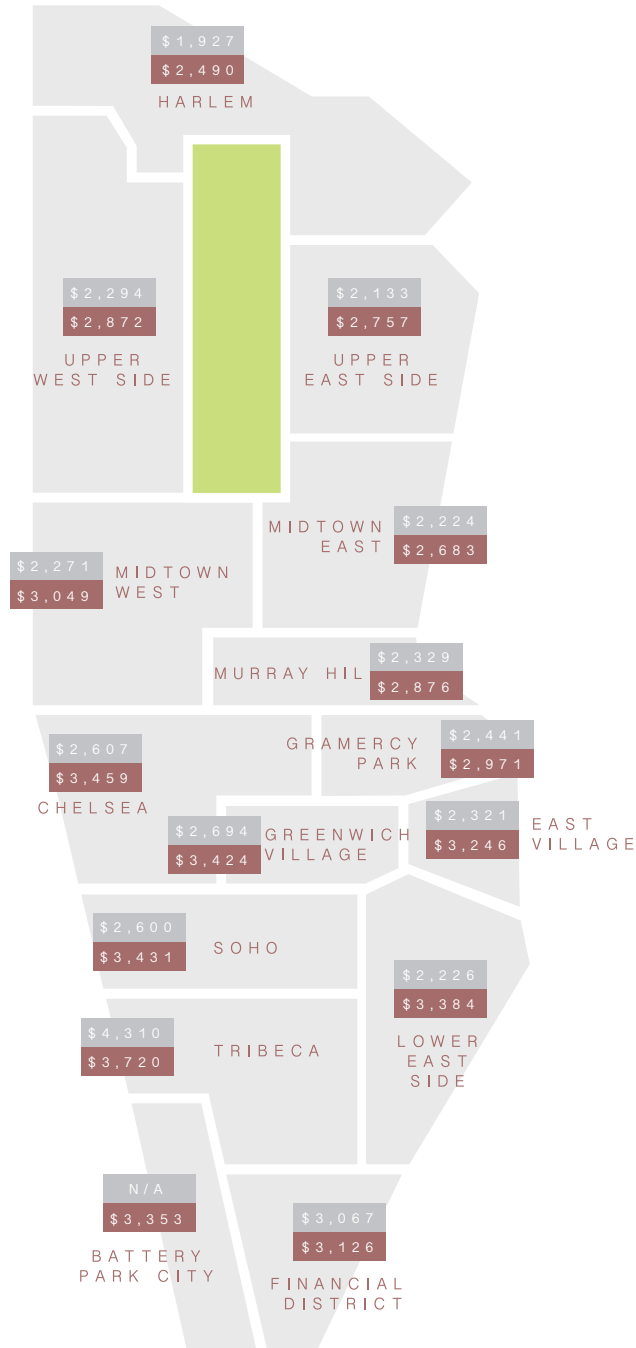 $1,927
$2,490
HARLEM
$2,294
$2,872
UPPER
WEST SIDE
$2,133
$2,757
UPPER
EAST SIDE
MIDTOWN
EAST
$2,224
$2,683
$2,271
$3,049
MIDTOWN
WEST
MURRAY HIL
$2,329
$2,876
$2,607
$3,459
CHELSEA
GRAMERCY
PARK
$2,441
$2,971
$2,694
$3,424
GREENWICH
VILLAGE
$2,321
$3,246
EAST
VILLAGE
$2,600
$3,431
SOHO
$2,226
$3,384
LOWER
EAST
SIDE
$4,310
$3,720
TRIBECA
N/A
$3,353
BATTERY
PARK CITY
$3,067
$3,126
FINANCIAL
DISTRICT